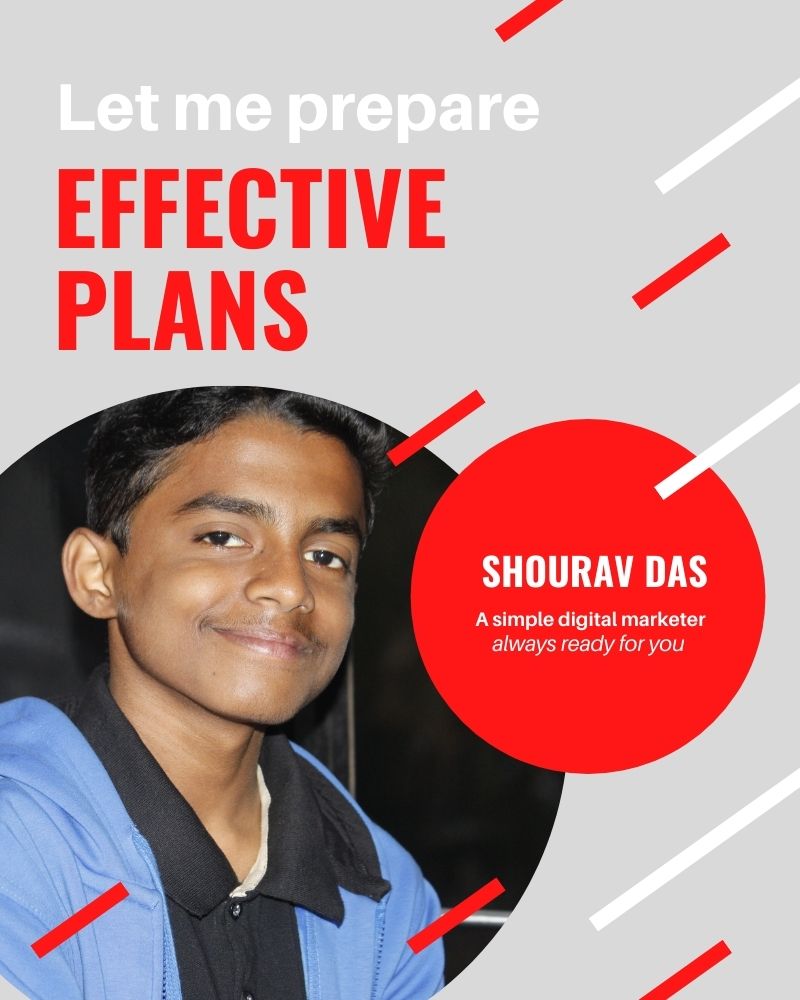 Let me prepare
EFFECTIVE
PLANS
SHOURAV DAS
A simple digital marketer
always ready for you